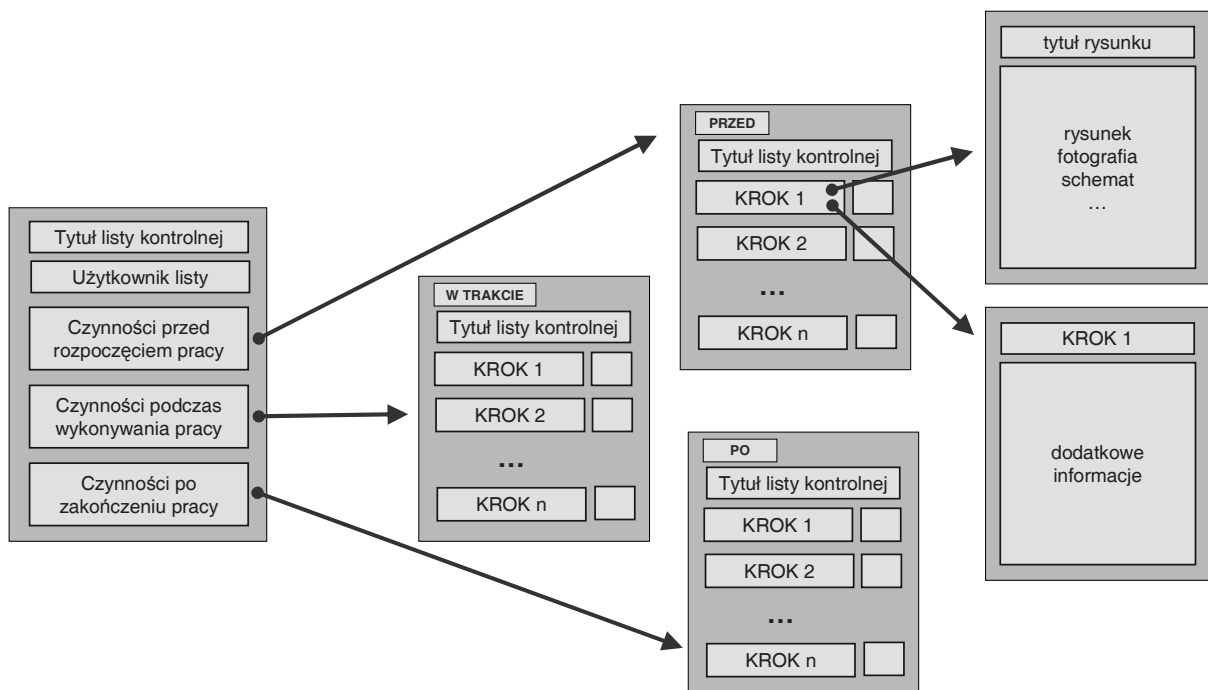 Tytuł listy kontrolnej
Użytkownik listy
Czynności przed
rozpoczęciem pracy
Czynności podczas
wykonywania pracy
Czynności po
zakończeniu pracy
W TRAKCIE
Tytuł listy kontrolnej
KROK 1
KROK 2
...
KROK n
PRZED
Tytuł listy kontrolnej
KROK 1
KROK 2
...
KROK n
PO
Tytuł listy kontrolnej
KROK 1
KROK 2
...
KROK n
tytuł rysunku
rysunek
fotografia
schemat
...
KROK 1
dodatkowe
informacje